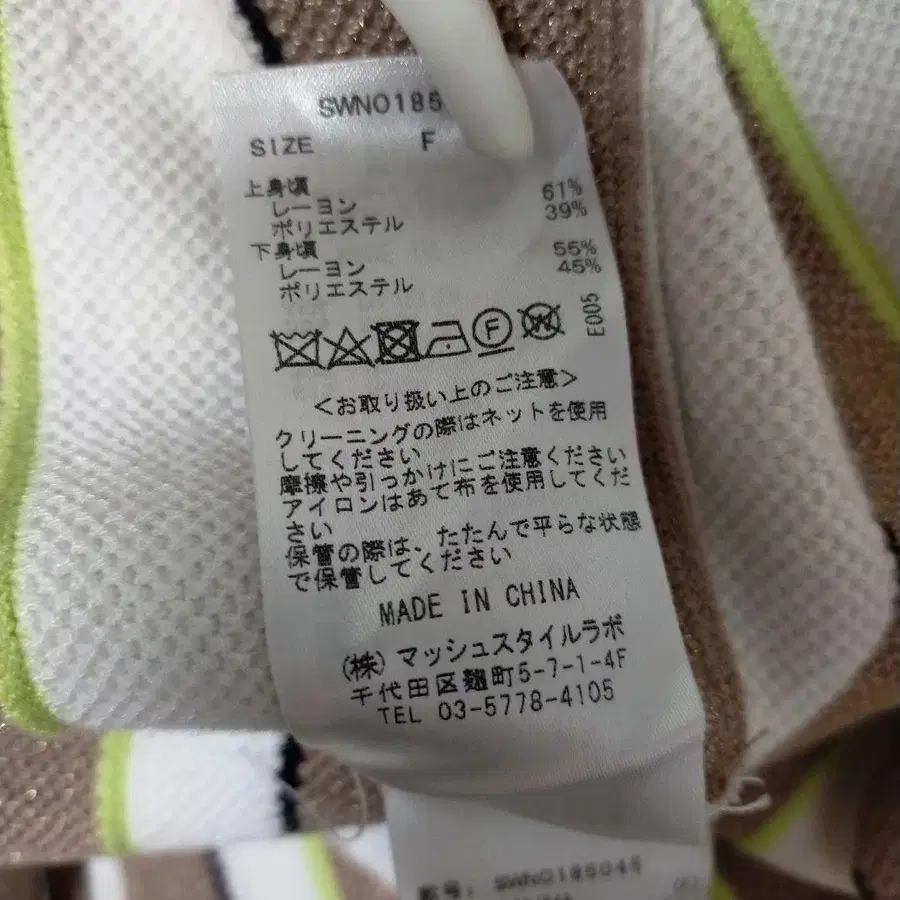 SWNO185
SIZE F
上身頃
レーヨン 61%
ポリエステル 39%
下身頃
レーヨン 55%
ポリエステル 45%
F
W
E005
<お取り扱い上のご注意>
クリーニングの際はネットを使用
してください
摩擦や引っかけにご注意ください
アイロンはあて布を使用してくだ
さい
保管の際は、たたんで平らな状態
で保管してください
MADE IN CHINA
(株) マッシュスタイルラボ
千代田区麹町5-7-1-4F
TEL 03-5778-4105
SWNO185045